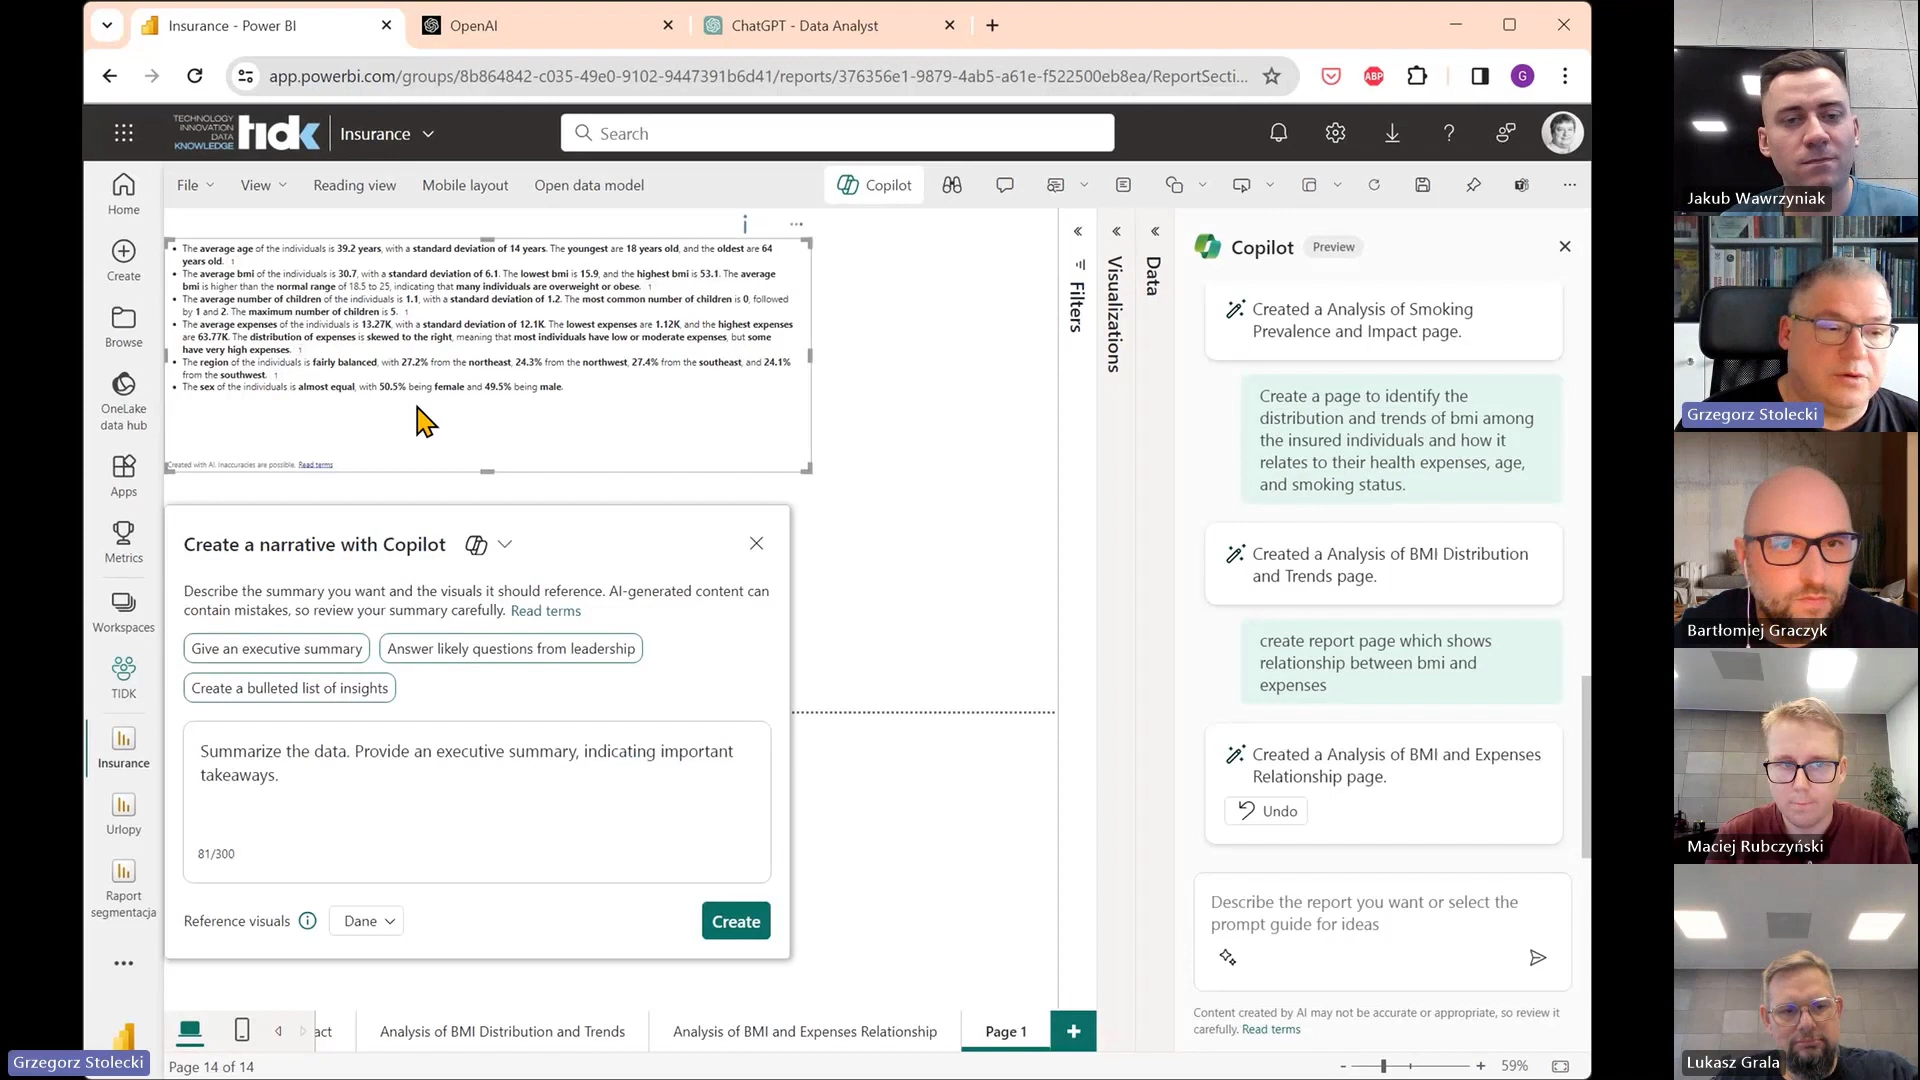 Insurance - Power BI
OpenAI
ChatGPT - Data Analyst
app.powerbi.com/groups/8b864842-c035-49e0-9102-9447391b6d41/reports/376356e1-9879-4ab5-a61e-f522500eb8ea/ReportSecti...
ABP
G
TECHNOLOGY
INNOVATION
DATA
KNOWLEDGE
tidk
Insurance
Search
File
View
Reading view
Mobile layout
Open data model
Copilot
Home
Create
Browse
OneLake
data hub
Apps
Metrics
Workspaces
TIDK
Insurance
Urlopy
Raport
segmentacja
• The average age of the individuals is 39.2 years, with a standard deviation of 14 years. The youngest are 18 years old, and the oldest are 64
years old. 1
• The average bmi of the individuals is 30.7, with a standard deviation of 6.1. The lowest bmi is 15.9, and the highest bmi is 53.1. The average
bmi is higher than the normal range of 18.5 to 25, indicating that many individuals are overweight or obese. 1
• The average number of children of the individuals is 1.1, with a standard deviation of 1.2. The most common number of children is 0, followed
by 1 and 2. The maximum number of children is 5. 1
• The average expenses of the individuals is 13.27K, with a standard deviation of 12.1K. The lowest expenses are 1.12K, and the highest expenses
are 63.77K. The distribution of expenses is skewed to the right, meaning that most individuals have low or moderate expenses, but some
have very high expenses. 1
• The region of the individuals is fairly balanced, with 27.2% from the northeast, 24.3% from the northwest, 27.4% from the southeast, and 24.1%
from the southwest. 1
• The sex of the individuals is almost equal, with 50.5% being female and 49.5% being male.
Created with AI. Inaccuracies are possible. Read terms
Create a narrative with Copilot
Describe the summary you want and the visuals it should reference. AI-generated content can
contain mistakes, so review your summary carefully. Read terms
Give an executive summary
Answer likely questions from leadership
Create a bulleted list of insights
Summarize the data. Provide an executive summary, indicating important
takeaways.
81/300
Reference visuals
Dane
Create
Filters
Visualizations
Data
Copilot
Preview
Created a Analysis of Smoking
Prevalence and Impact page.
Create a page to identify the
distribution and trends of bmi among
the insured individuals and how it
relates to their health expenses, age,
and smoking status.
Created a Analysis of BMI Distribution
and Trends page.
create report page which shows
relationship between bmi and
expenses
Created a Analysis of BMI and Expenses
Relationship page.
Undo
Describe the report you want or select the
prompt guide for ideas
Content created by AI may not be accurate or appropriate, so review it
carefully. Read terms
act
Analysis of BMI Distribution and Trends
Analysis of BMI and Expenses Relationship
Page 1
Page 14 of 14
59%
Grzegorz Stolecki
Jakub Wawrzyniak
Grzegorz Stolecki
Bartłomiej Graczyk
Maciej Rubczyński
Lukasz Grala